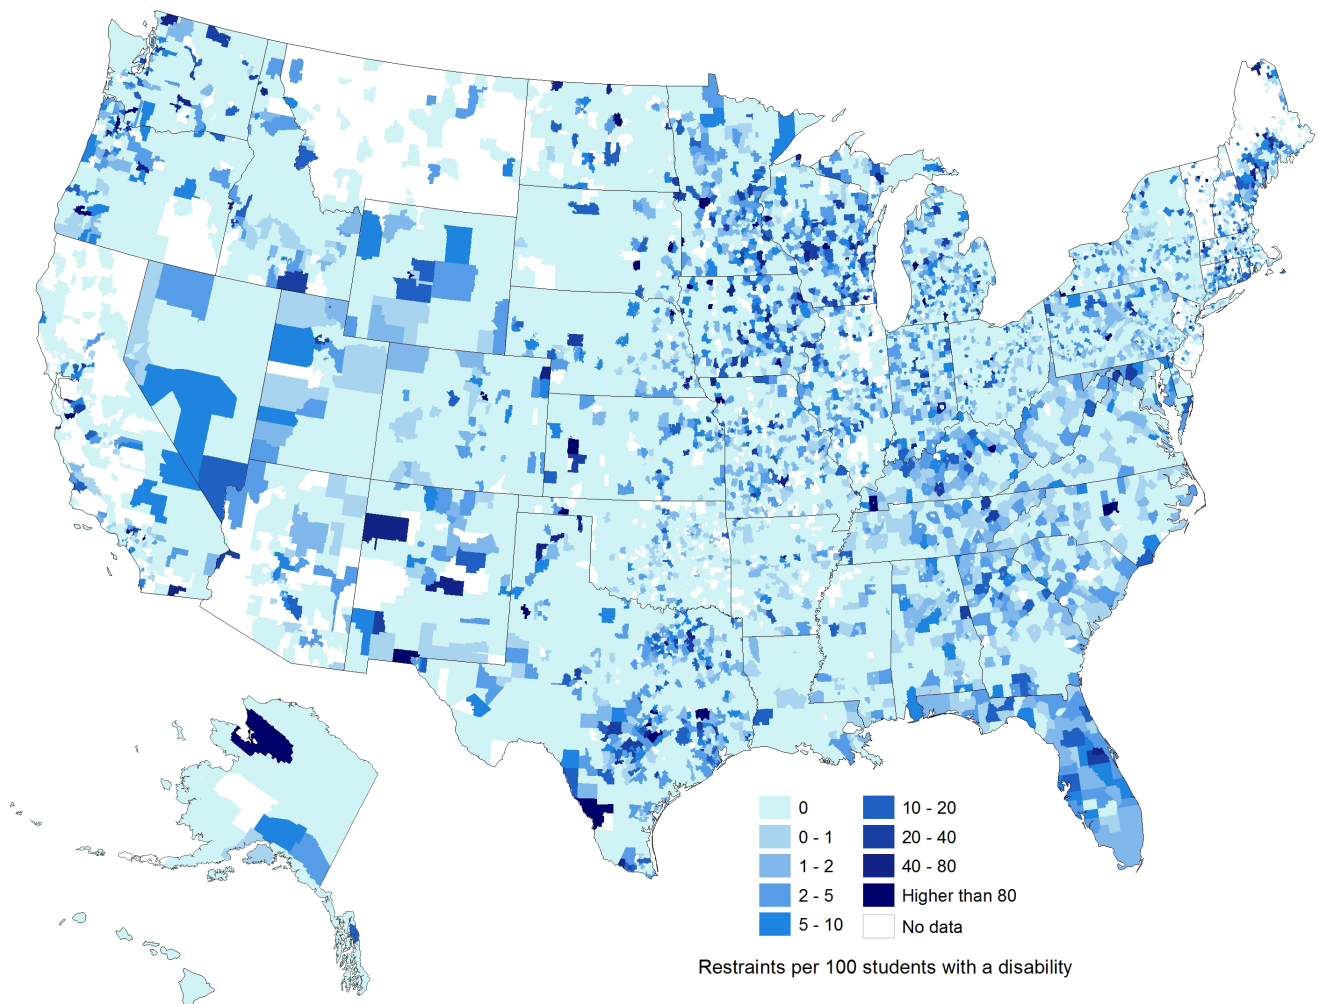 0
0 - 1
1 - 2
2 - 5
5 - 10
10 - 20
20 - 40
40 - 80
Higher than 80
No data
Restraints per 100 students with a disability